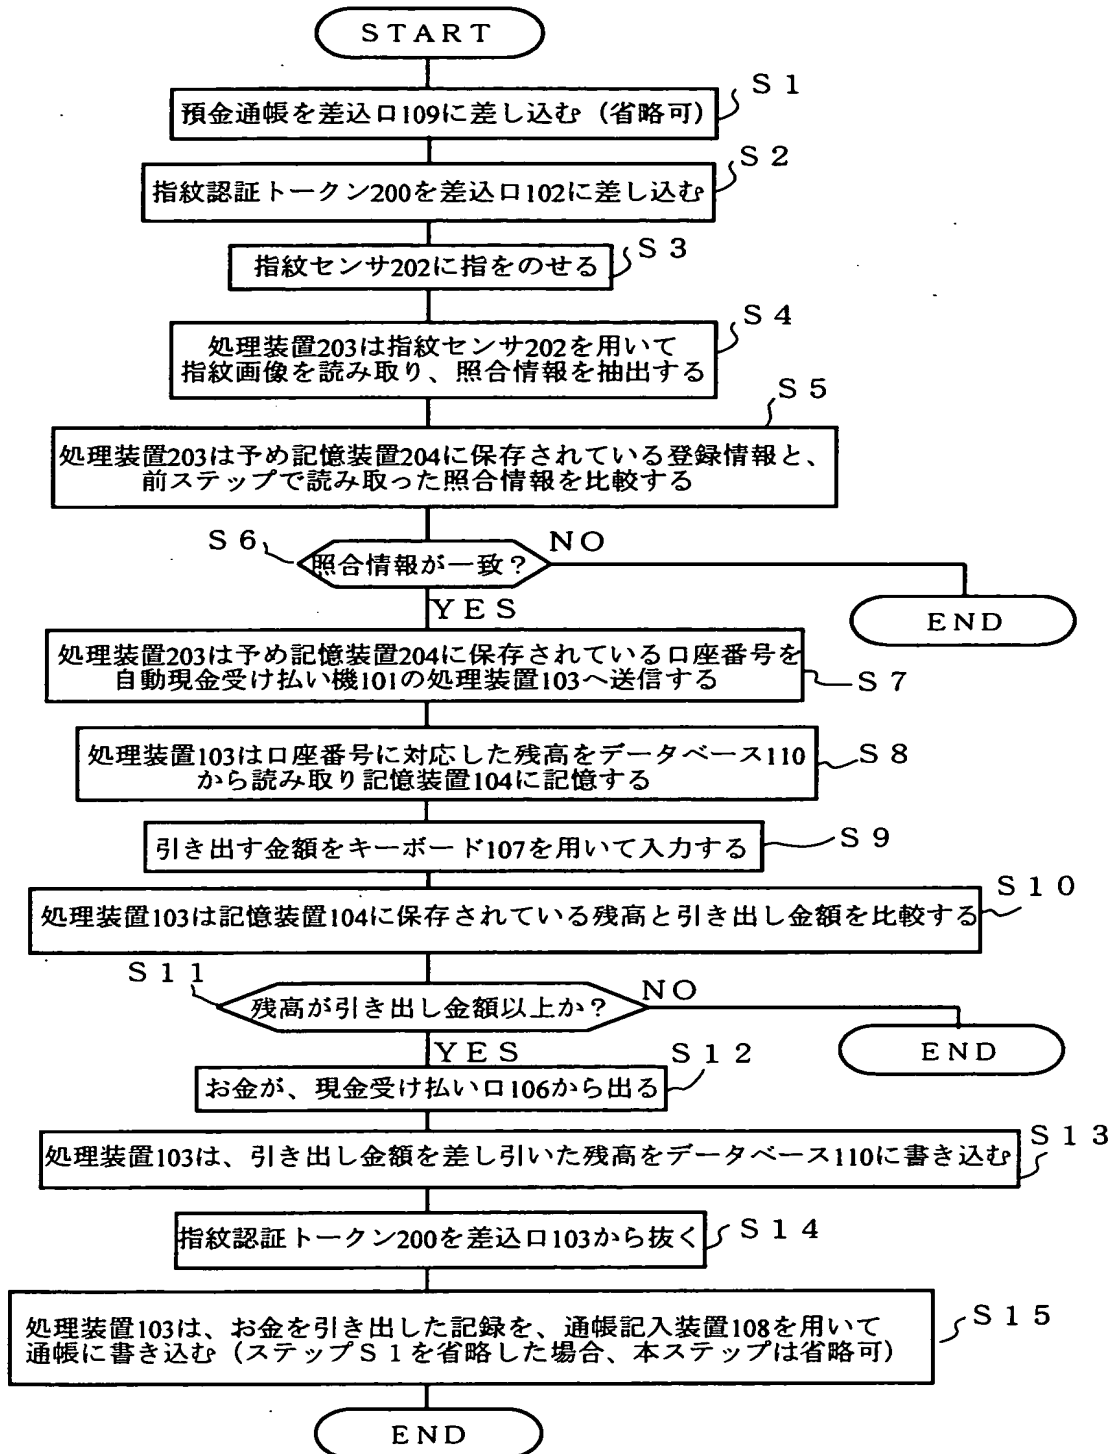 START
S1
預金通帳を差込口109に差し込む（省略可）
S2
指紋認証トークン200を差込口102に差し込む
S3
指紋センサ202に指をのせる
S4
処理装置203は指紋センサ202を用いて
指紋画像を読み取り、照合情報を抽出する
S5
処理装置203は予め記憶装置204に保存されている登録情報と、
前ステップで読み取った照合情報を比較する
S6
照合情報が一致？
NO
END
YES
処理装置203は予め記憶装置204に保存されている口座番号を
自動現金受け払い機101の処理装置103へ送信する
S7
処理装置103は口座番号に対応した残高をデータベース110
から読み取り記憶装置104に記憶する
S8
引き出す金額をキーボード107を用いて入力する
S9
処理装置103は記憶装置104に保存されている残高と引き出し金額を比較する
S10
S11
残高が引き出し金額以上か？
NO
END
YES
S12
お金が、現金受け払い口106から出る
処理装置103は、引き出し金額を差し引いた残高をデータベース110に書き込む
S13
指紋認証トークン200を差込口103から抜く
S14
処理装置103は、お金を引き出した記録を、通帳記入装置108を用いて
通帳に書き込む（ステップS1を省略した場合、本ステップは省略可）
S15
END